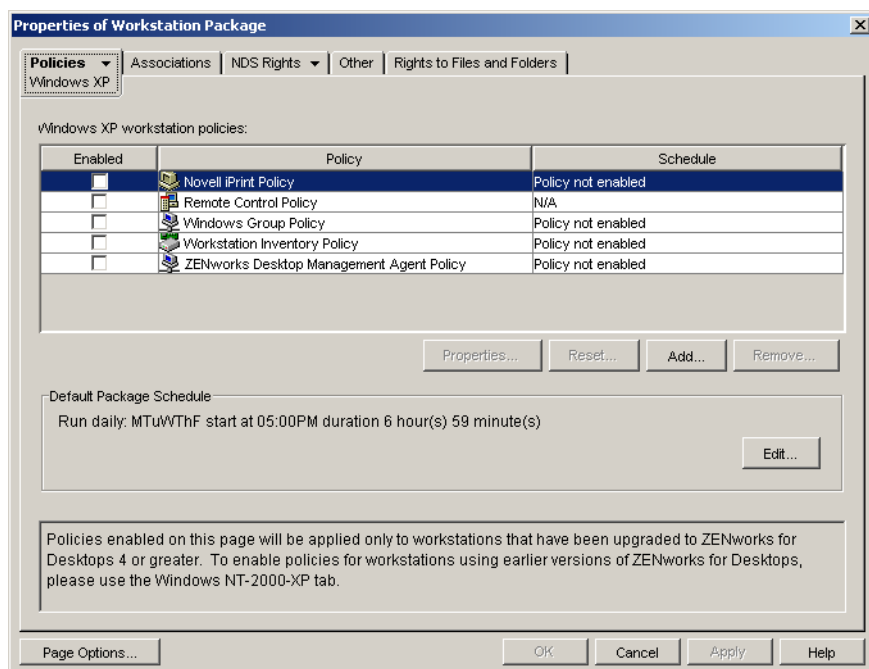 Properties of Workstation Package
Policies Associations NDS Rights Other Rights to Files and Folders
Windows XP
Windows XP workstation policies:
Enabled Policy Schedule
Novell iPrint Policy Policy not enabled
Remote Control Policy N/A
Windows Group Policy Policy not enabled
Workstation Inventory Policy Policy not enabled
ZENworks Desktop Management Agent Policy Policy not enabled
Properties... Reset... Add... Remove...
Default Package Schedule
Run daily: MTuWThF start at 05:00PM duration 6 hour(s) 59 minute(s)
Edit...
Policies enabled on this page will be applied only to workstations that have been upgraded to ZENworks for
Desktops 4 or greater. To enable policies for workstations using earlier versions of ZENworks for Desktops,
please use the Windows NT-2000-XP tab.
Page Options... OK Cancel Apply Help